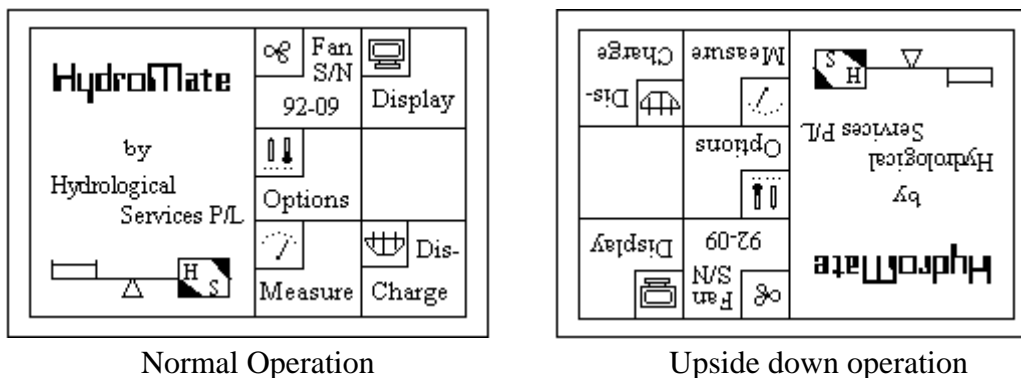 HydroMate
by
Hydrological
Services P/L
H
S
Fan
S/N
92-09
Display
Options
Measure
Dis-
Charge
Normal Operation
HydroMate
by
Hydrological
Services P/L
H
S
Fan
S/N
92-09
Display
Options
Measure
Dis-
Charge
Upside down operation